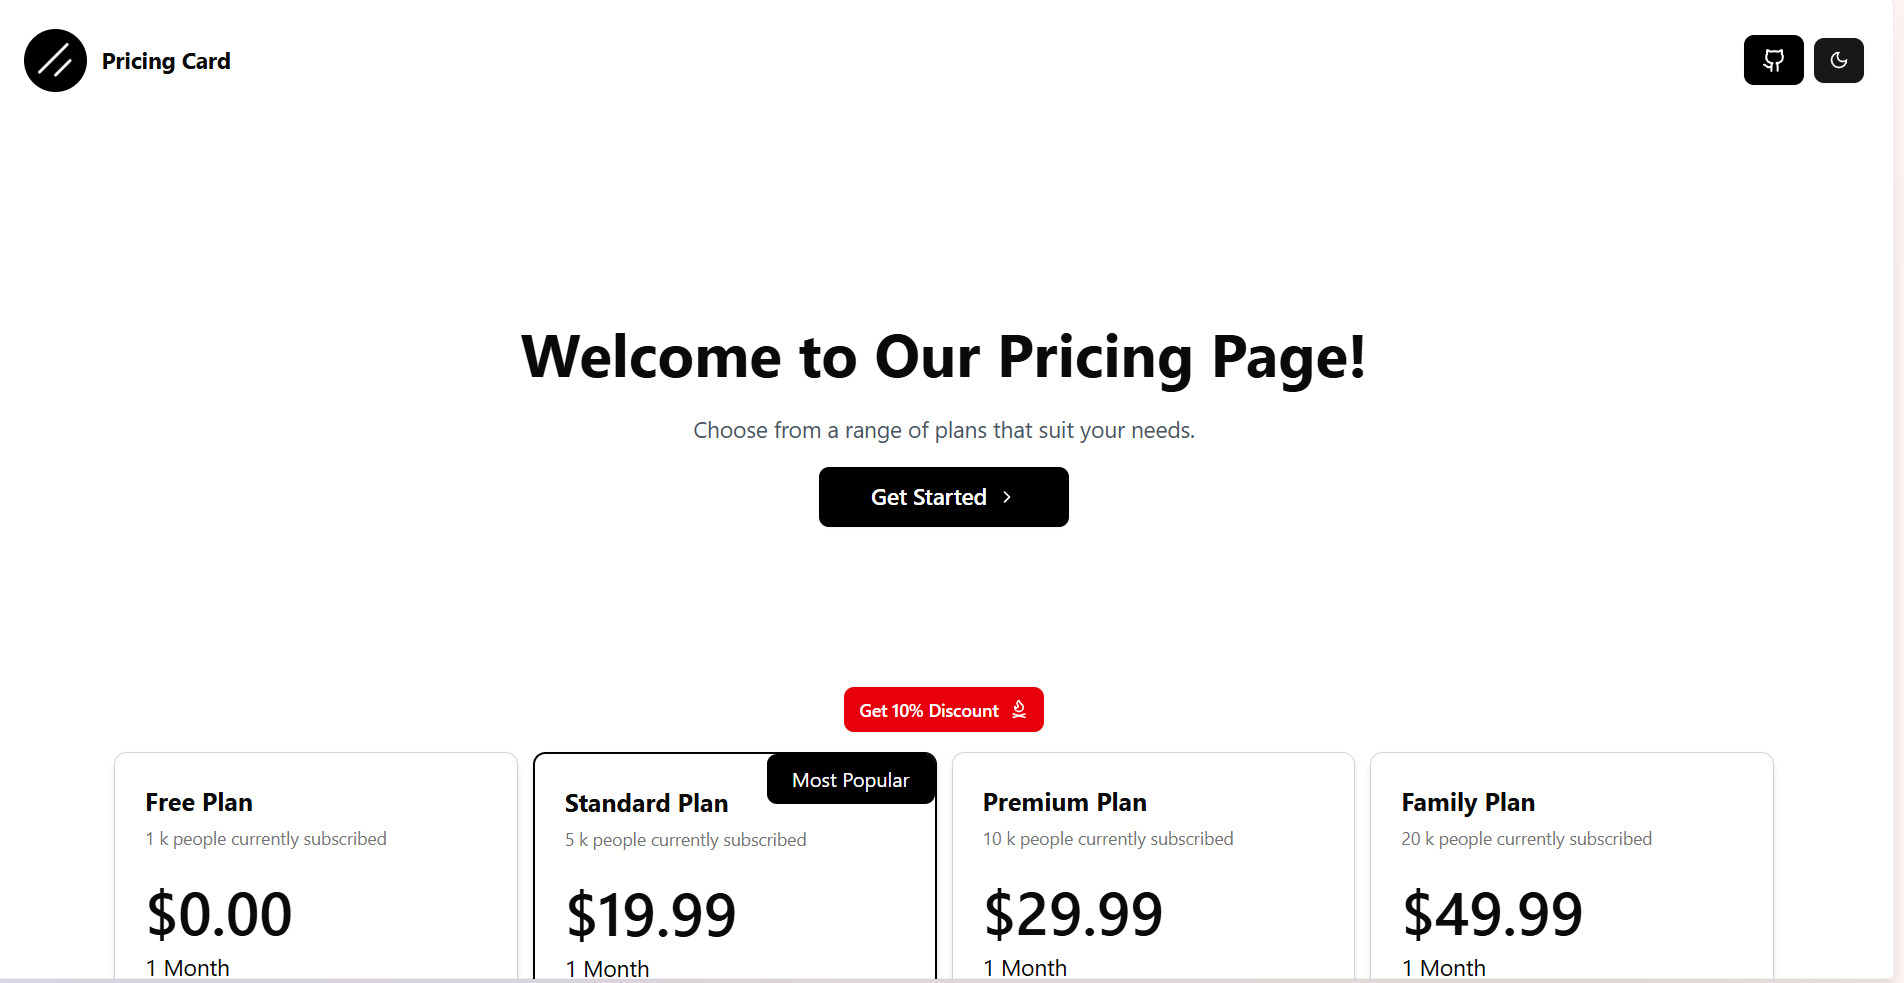 Pricing Card
Welcome to Our Pricing Page!
Choose from a range of plans that suit your needs.
Get Started
Get 10% Discount
Free Plan
1 k people currently subscribed
$0.00
1 Month
Most Popular
Standard Plan
5 k people currently subscribed
$19.99
1 Month
Premium Plan
10 k people currently subscribed
$29.99
1 Month
Family Plan
20 k people currently subscribed
$49.99
1 Month